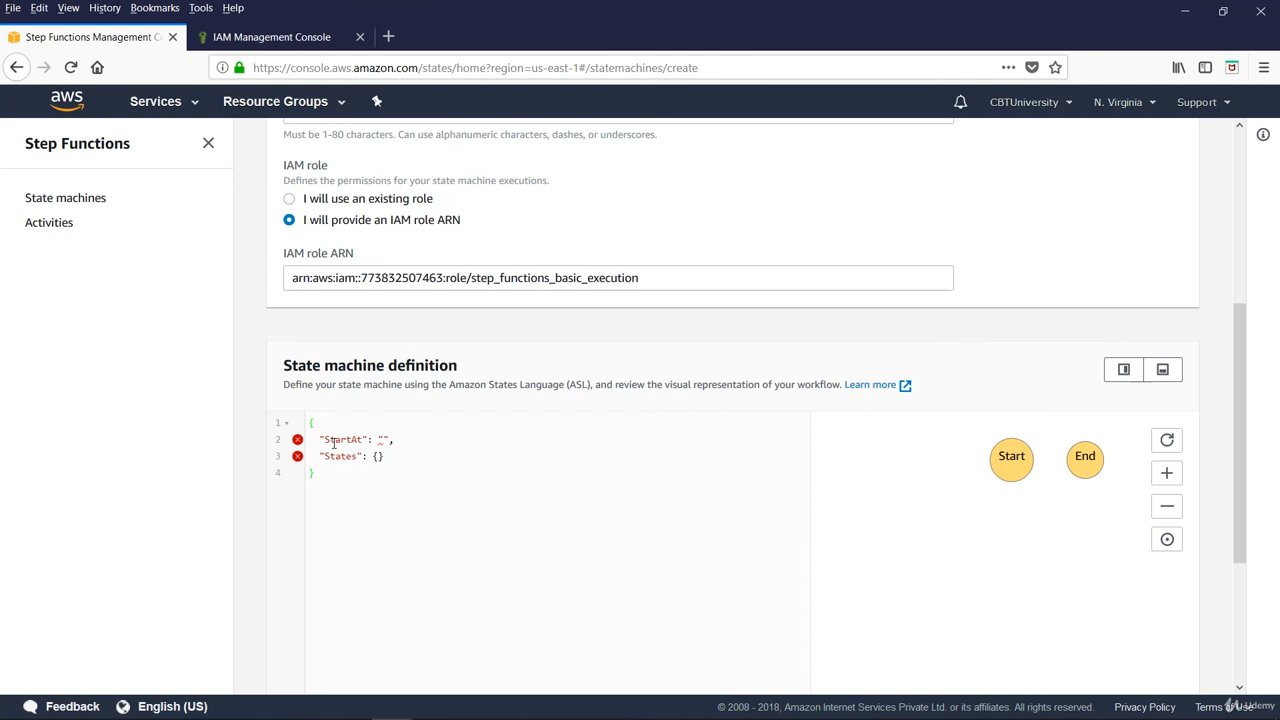 File Edit View History Bookmarks Tools Help
Step Functions Management Co
IAM Management Console
https://console.aws.amazon.com/states/home?region=us-east-1#/statemachines/create
aws Services Resource Groups CBTUniversity N. Virginia Support
Step Functions
State machines
Activities
Must be 1-80 characters. Can use alphanumeric characters, dashes, or underscores.
IAM role
Defines the permissions for your state machine executions.
I will use an existing role
I will provide an IAM role ARN
IAM role ARN
arn:aws:iam::773832507463:role/step_functions_basic_execution
State machine definition
Define your state machine using the Amazon States Language (ASL), and review the visual representation of your workflow. Learn more
1 {
2 "StartAt": "",
3 "States": {}
4 }
Start End
Feedback English (US) © 2008 - 2018, Amazon Internet Services Private Ltd. or its affiliates. All rights reserved. Privacy Policy Terms of Use
Udemy